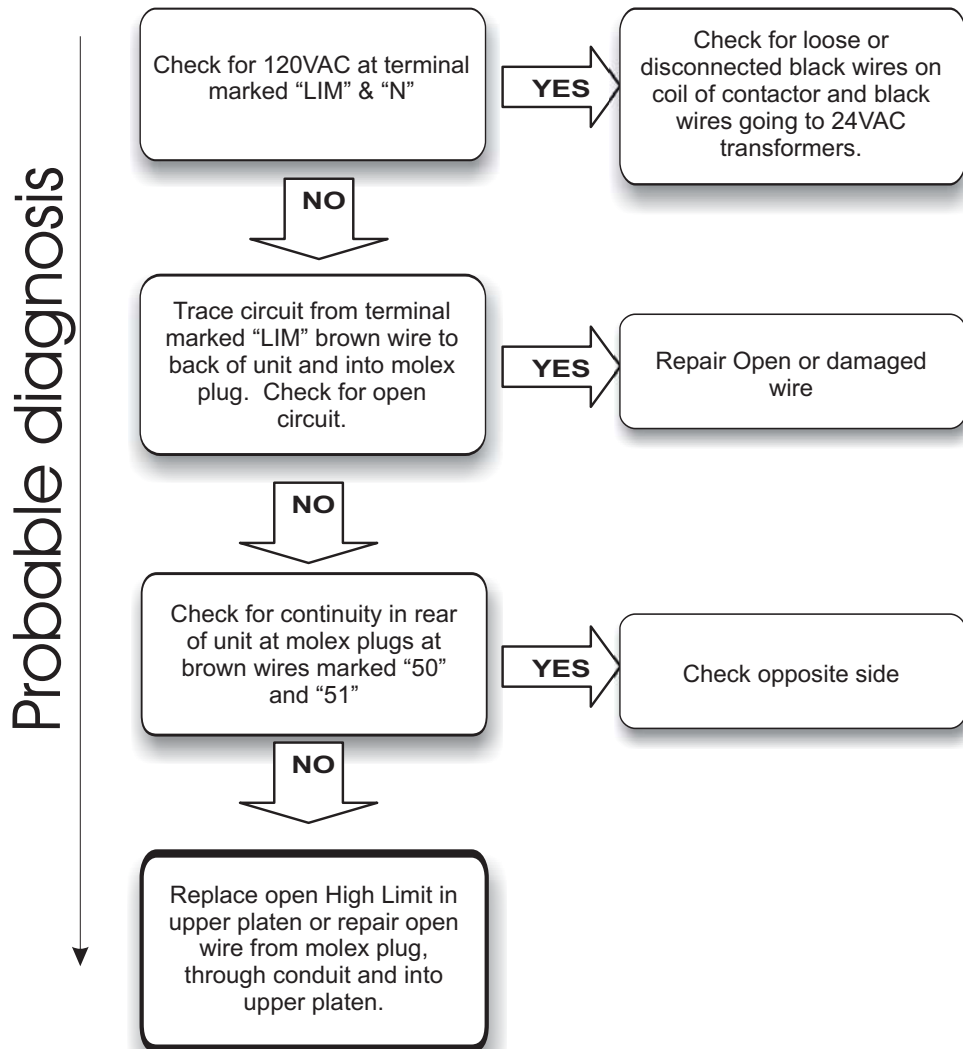 Probable diagnosis
Check for 120VAC at terminal
marked “LIM” & “N”
YES
Check for loose or
disconnected black wires on
coil of contactor and black
wires going to 24VAC
transformers.
NO
Trace circuit from terminal
marked “LIM” brown wire to
back of unit and into molex
plug.  Check for open
circuit.
YES
Repair Open or damaged
wire
NO
Check for continuity in rear
of unit at molex plugs at
brown wires marked “50”
and “51”
YES
Check opposite side
NO
Replace open High Limit in
upper platen or repair open
wire from molex plug,
through conduit and into
upper platen.